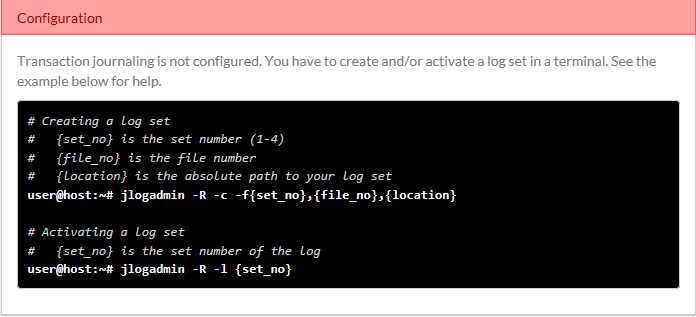 Configuration
Transaction journaling is not configured. You have to create and/or activate a log set in a terminal. See the
example below for help.
# Creating a log set
#   {set_no} is the set number (1-4)
#   {file_no} is the file number
#   {location} is the absolute path to your log set
user@host:~# jlogadmin -R -c -f{set_no},{file_no},{location}
# Activating a log set
#   {set_no} is the set number of the log
user@host:~# jlogadmin -R -l {set_no}